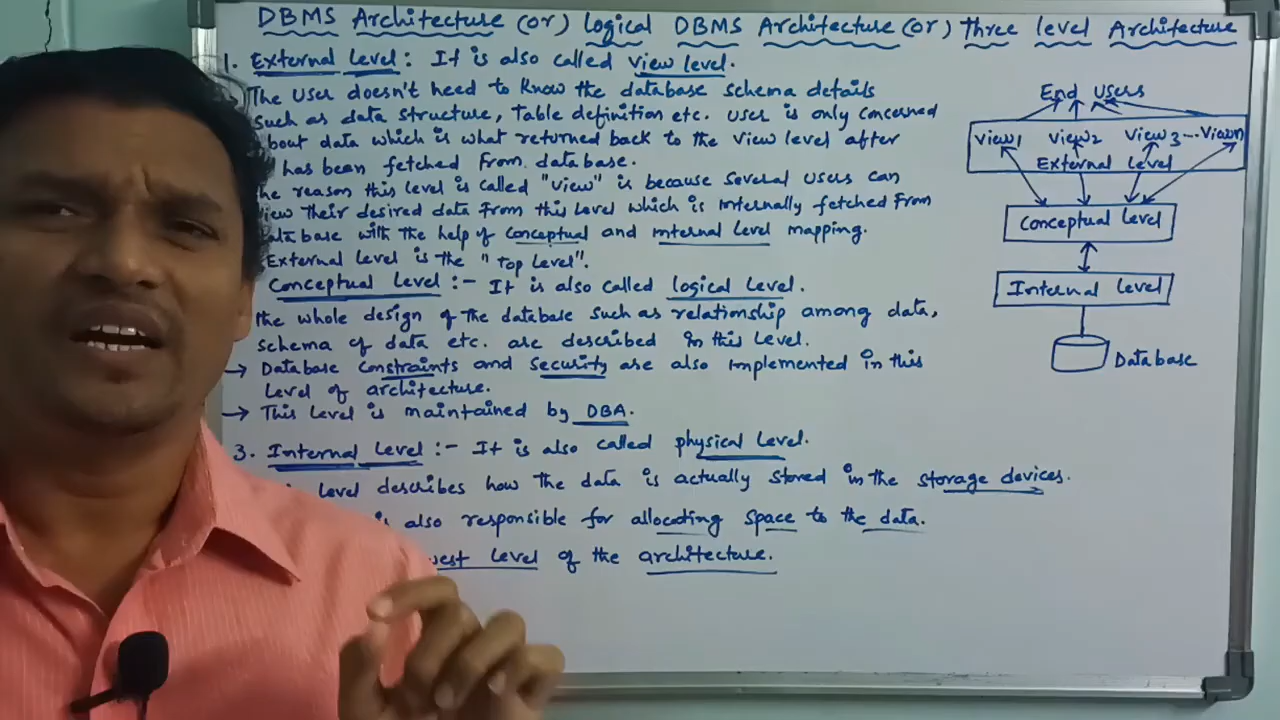 DBMS Architecture (or) Logical DBMS Architecture (or) Three level Architecture
1. External Level: It is also called view level.
The user doesn't need to know the database schema details
such as data structure, Table definition etc. user is only concerned
bout data which is what returned back to the view level after
has been fetched from database.
he reason this level is called "view" is because several users can
iew their desired data from this level which is internally fetched from
atabase with the help of conceptual and internal level mapping.
External level is the "Top level".
Conceptual Level :- It is also called logical level.
the whole design of the database such as relationship among data,
schema of data etc. are described in this level.
→ Database constraints and security are also implemented in this
level of architecture.
→ This level is maintained by DBA.
3. Internal Level :- It is also called physical level.
level describes how the data is actually stored in the storage devices.
is also responsible for allocating space to the data.
west level of the architecture.
End users
view1 view2 view3 --- viewn
External level
Conceptual level
Internal level
Database